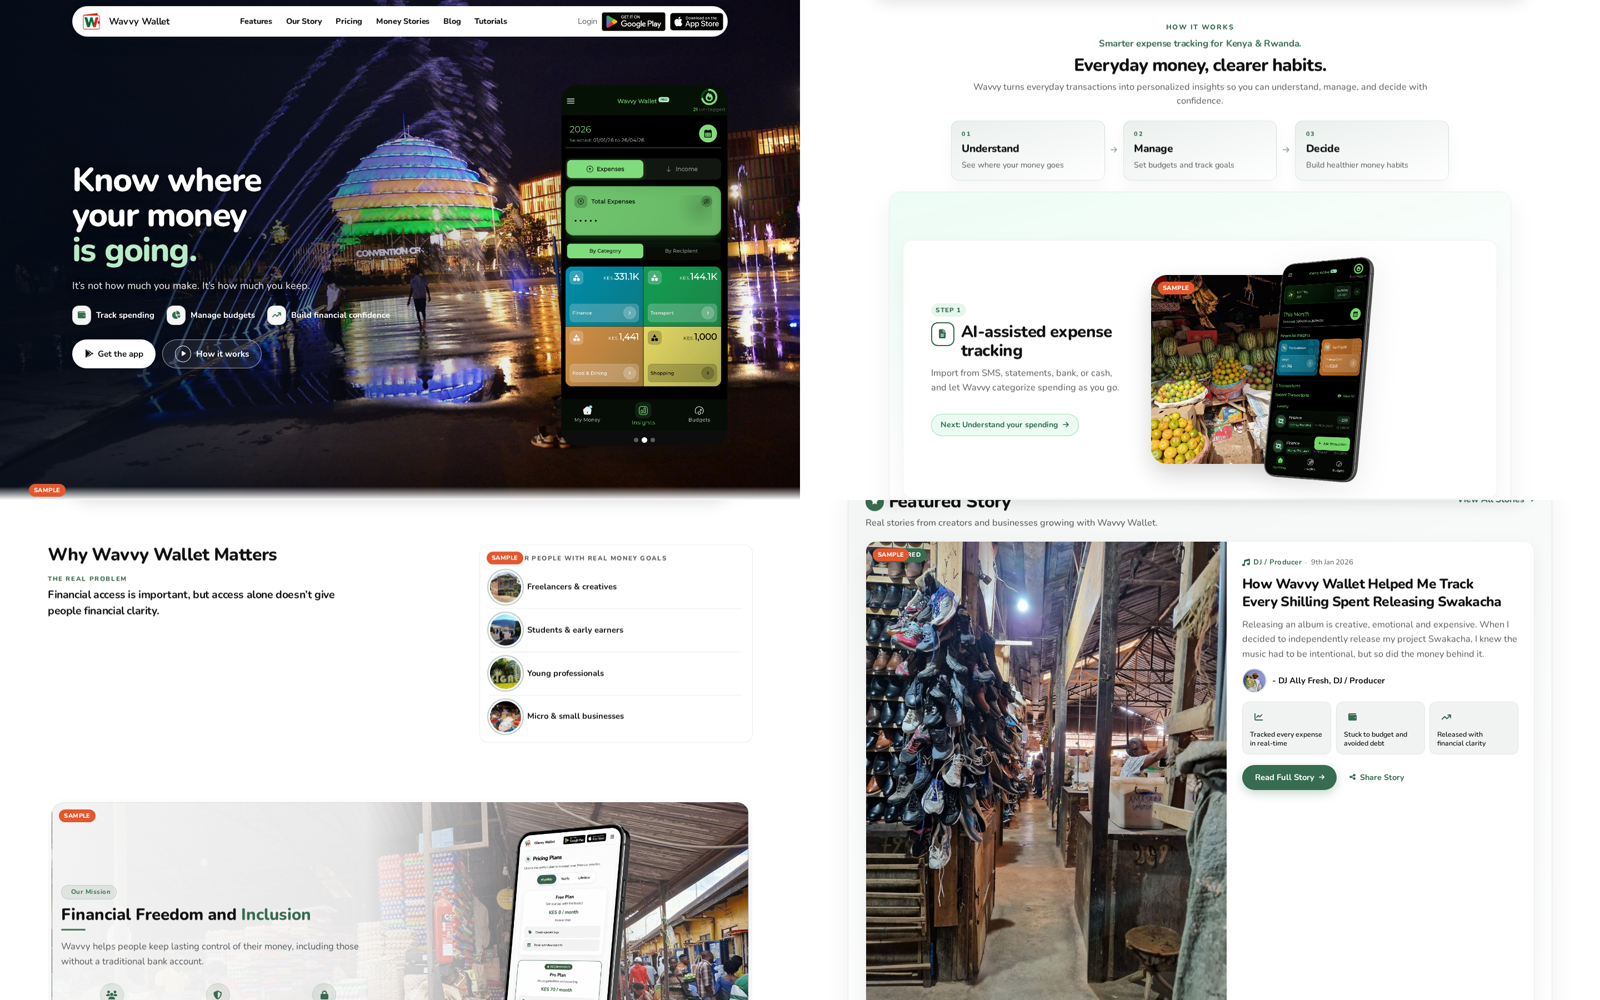 Wavvy Wallet
Features
Our Story
Pricing
Money Stories
Blog
Tutorials
Login
GET IT ON
Google Play
Download on the
App Store
Know where
your money
is going.
It's not how much you make. It's how much you keep.
Track spending
Manage budgets
Build financial confidence
Get the app
How it works
Wavvy Wallet
2026
Expenses
Income
Total Expenses
By Category
By Recipient
KES 331.1K
KES 144.1K
Finance
Transport
KES 1,441
KES 1,000
Food & Dining
Shopping
My Money
Insights
Budgets
CONVENTION
SAMPLE
HOW IT WORKS
Smarter expense tracking for Kenya & Rwanda.
Everyday money, clearer habits.
Wavvy turns everyday transactions into personalized insights so you can understand, manage, and decide with
confidence.
01
Understand
See where your money goes
02
Manage
Set budgets and track goals
03
Decide
Build healthier money habits
STEP 1
AI-assisted expense
tracking
Import from SMS, statements, bank, or cash,
and let Wavvy categorize spending as you go.
Next: Understand your spending
SAMPLE
This Month
Why Wavvy Wallet Matters
THE REAL PROBLEM
Financial access is important, but access alone doesn't give
people financial clarity.
SAMPLE
R PEOPLE WITH REAL MONEY GOALS
Freelancers & creatives
Students & early earners
Young professionals
Micro & small businesses
SAMPLE
Our Mission
Financial Freedom and Inclusion
Wavvy helps people keep lasting control of their money, including those
without a traditional bank account.
Wavvy Wallet
Pricing Plans
Free Plan
KES 0 / month
Pro Plan
KES 70 / month
Featured Story
View All Stories
Real stories from creators and businesses growing with Wavvy Wallet.
SAMPLE
RED
DJ / Producer · 9th Jan 2026
How Wavvy Wallet Helped Me Track
Every Shilling Spent Releasing Swakacha
Releasing an album is creative, emotional and expensive. When I
decided to independently release my project Swakacha, I knew the
music had to be intentional, but so did the money behind it.
- DJ Ally Fresh, DJ / Producer
Tracked every expense
in real-time
Stuck to budget and
avoided debt
Released with
financial clarity
Read Full Story
Share Story